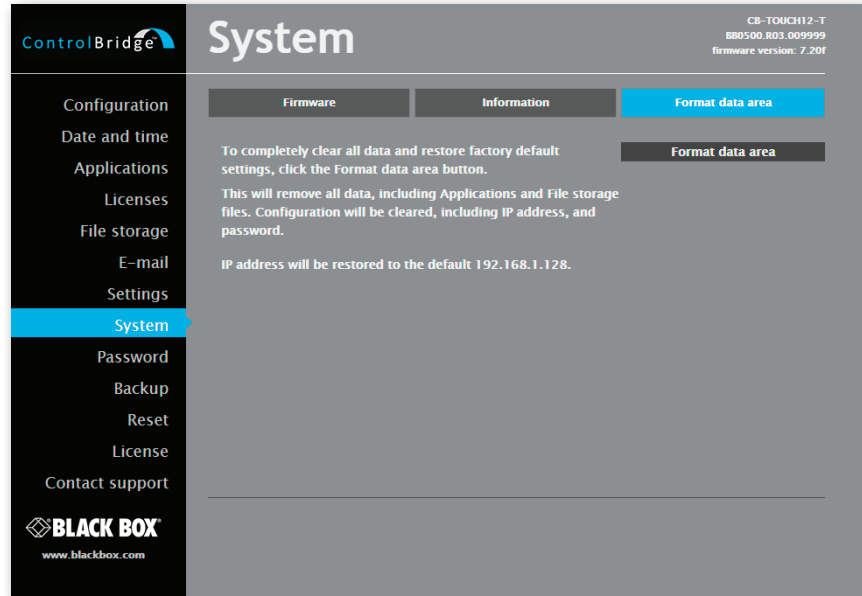 ControlBridge™
System
CB-TOUCH12-T
BB0500.R03.009999
firmware version: 7.20f
Configuration
Date and time
Applications
Licenses
File storage
E-mail
Settings
System
Password
Backup
Reset
License
Contact support
BLACK BOX®
www.blackbox.com
Firmware
Information
Format data area
To completely clear all data and restore factory default
settings, click the Format data area button.
Format data area
This will remove all data, including Applications and File storage
files. Configuration will be cleared, including IP address, and
password.
IP address will be restored to the default 192.168.1.128.